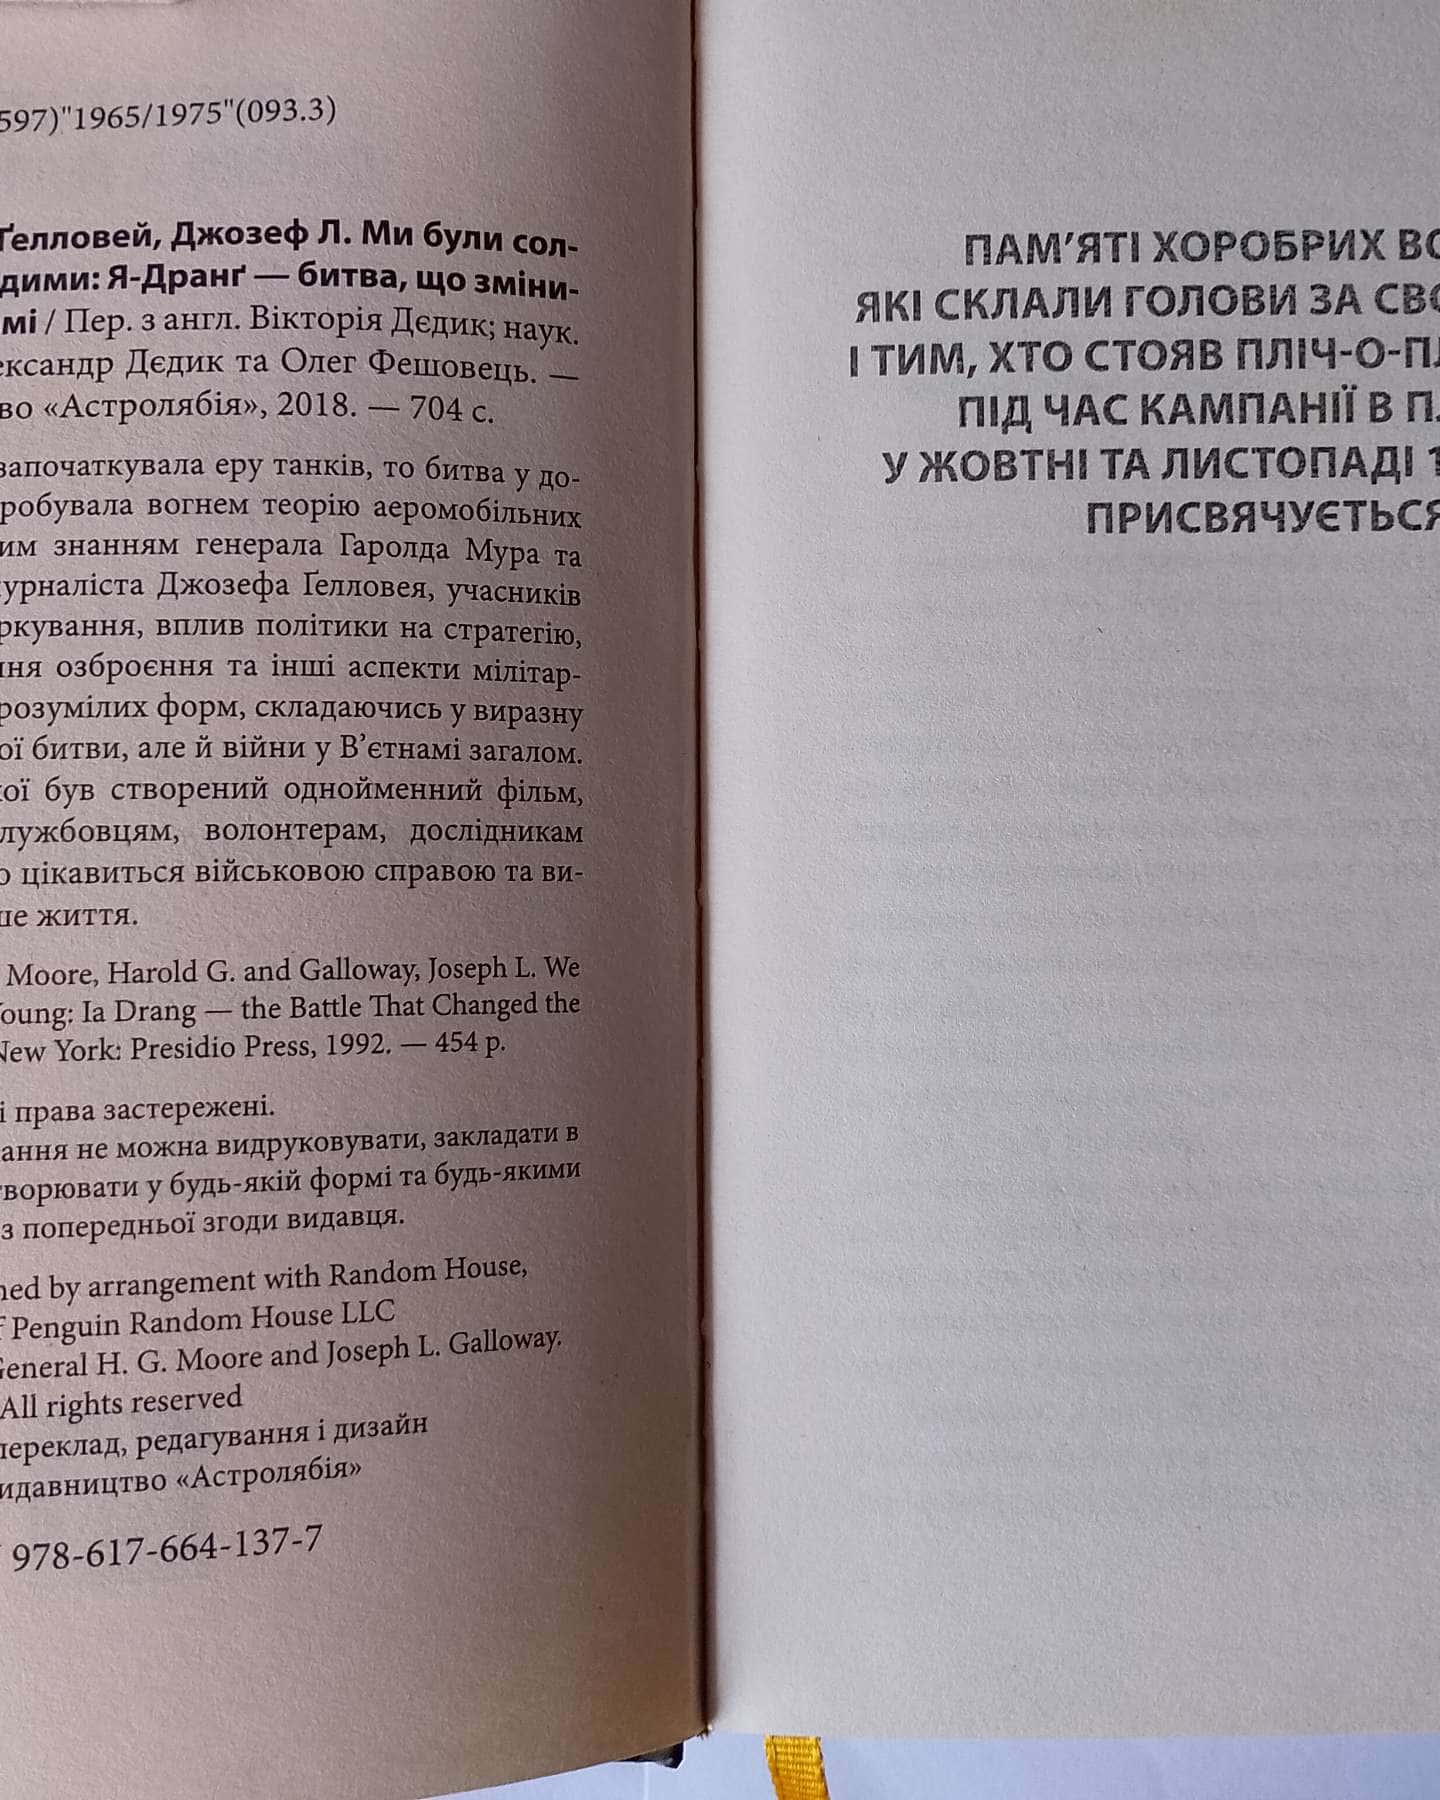 597)"1965/1975"(093.3)
Ґелловей, Джозеф Л. Ми були сол-
дими: Я-Дранґ — битва, що зміни-
мі / Пер. з англ. Вікторія Дєдик; наук.
ександр Дєдик та Олег Фешовець. —
во «Астролябія», 2018. — 704 с.
започаткувала еру танків, то битва у до-
робувала вогнем теорію аеромобільних
им знанням генерала Гаролда Мура та
урналіста Джозефа Ґелловея, учасників
ркування, вплив політики на стратегію,
ння озброєння та інші аспекти мілітар-
розумілих форм, складаючись у виразну
ої битви, але й війни у В’єтнамі загалом.
кої був створений однойменний фільм,
лужбовцям, волонтерам, дослідникам
о цікавиться військовою справою та ви-
ше життя.
Moore, Harold G. and Galloway, Joseph L. We
Young: Ia Drang — the Battle That Changed the
New York: Presidio Press, 1992. — 454 p.
і права застережені.
ання не можна видруковувати, закладати в
творювати у будь-якій формі та будь-якими
з попередньої згоди видавця.
hed by arrangement with Random House,
f Penguin Random House LLC
General H. G. Moore and Joseph L. Galloway.
All rights reserved
переклад, редагування і дизайн
идавництво «Астролябія»
978-617-664-137-7
ПАМ’ЯТІ ХОРОБРИХ ВО
ЯКІ СКЛАЛИ ГОЛОВИ ЗА СВО
І ТИМ, ХТО СТОЯВ ПЛІЧ-О-ПЛ
ПІД ЧАС КАМПАНІЇ В ПЛ
У ЖОВТНІ ТА ЛИСТОПАДІ 1
ПРИСВЯЧУЄТЬСЯ